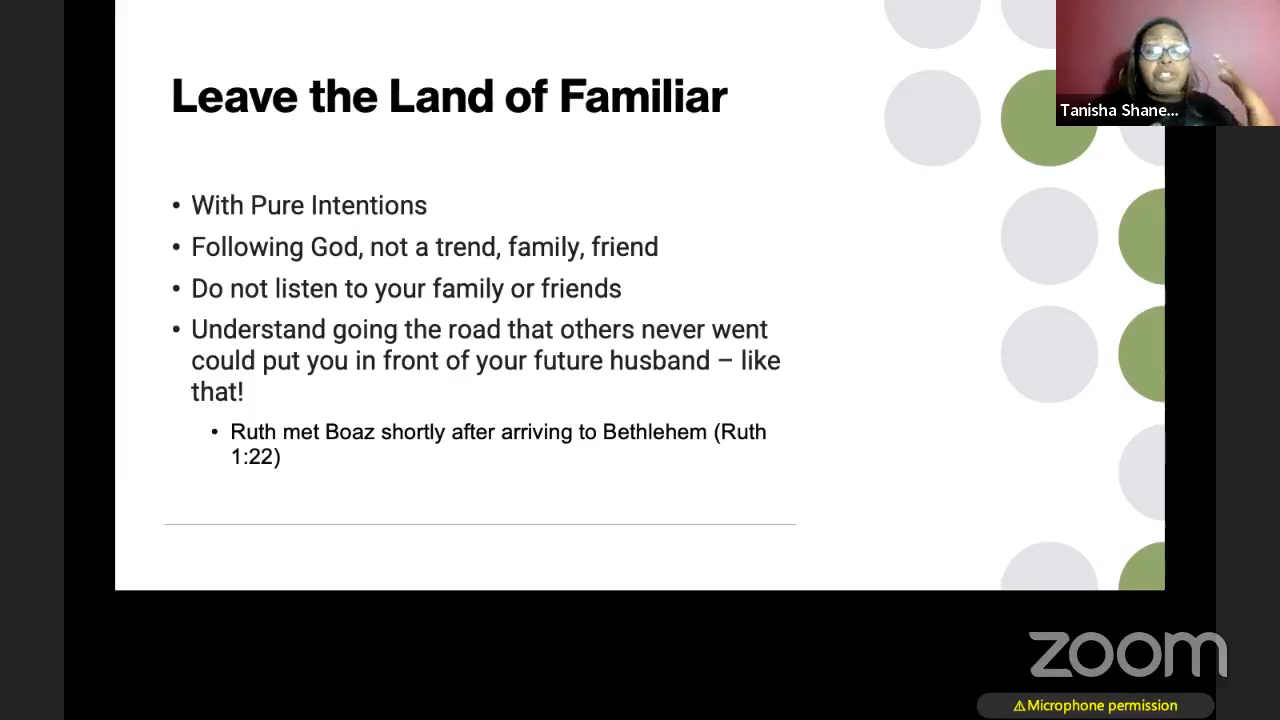 Leave the Land of Familiar
Tanisha Shane...
• With Pure Intentions
• Following God, not a trend, family, friend
• Do not listen to your family or friends
• Understand going the road that others never went
could put you in front of your future husband – like
that!
• Ruth met Boaz shortly after arriving to Bethlehem (Ruth
1:22)
zoom
⚠Microphone permission